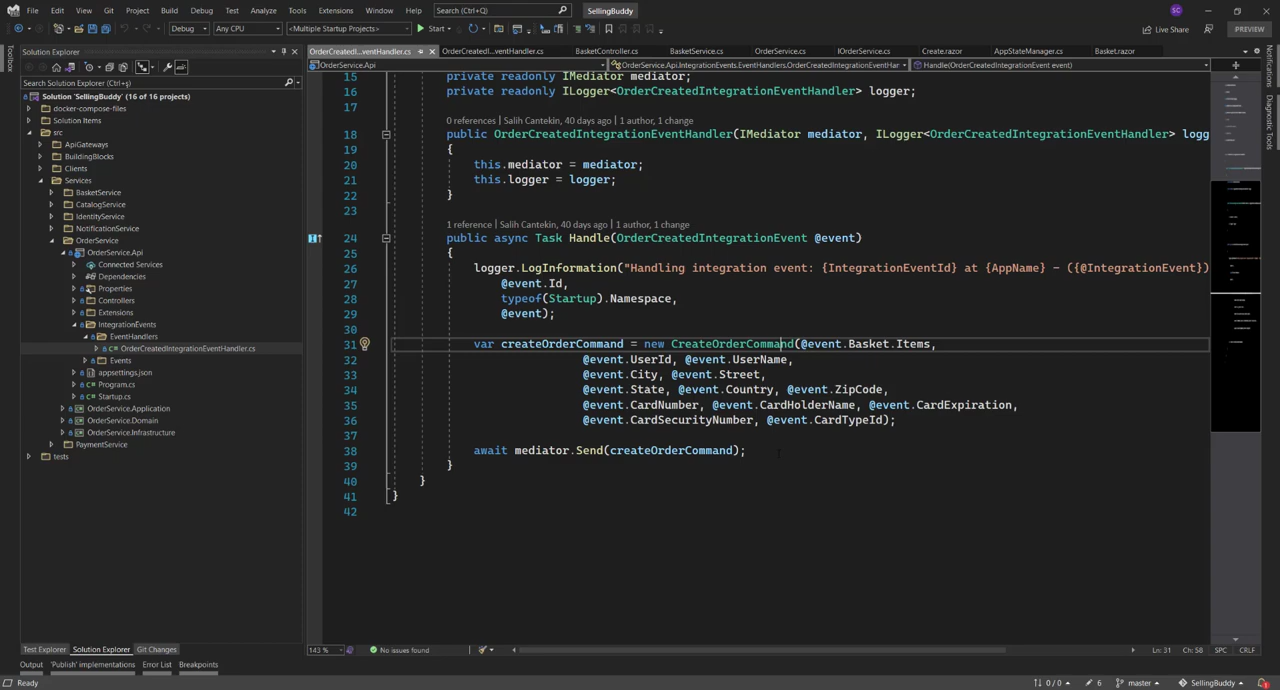 File Edit View Git Project Build Debug Test Analyze Tools Extensions Window Help Search (Ctrl+Q) SellingBuddy SC
Debug Any CPU <Multiple Startup Projects> Start Live Share PREVIEW
Toolbox
Solution Explorer
Search Solution Explorer (Ctrl+ş)
Solution 'SellingBuddy' (16 of 16 projects)
docker-compose-files
Solution Items
src
ApiGateways
BuildingBlocks
Clients
Services
BasketService
CatalogService
IdentityService
NotificationService
OrderService
OrderService.Api
Connected Services
Dependencies
Properties
Controllers
Extensions
IntegrationEvents
EventHandlers
OrderCreatedIntegrationEventHandler.cs
Events
appsettings.json
Program.cs
Startup.cs
OrderService.Application
OrderService.Domain
OrderService.Infrastructure
PaymentService
tests
Test Explorer Solution Explorer Git Changes
OrderCreatedI...ventHandler.cs OrderCreatedI...ventHandler.cs BasketController.cs BasketService.cs OrderService.cs IOrderService.cs Create.razor AppStateManager.cs Basket.razor
OrderService.Api OrderService.Api.IntegrationEvents.EventHandlers.OrderCreatedIntegrationEventHar Handle(OrderCreatedIntegrationEvent event)
15 private readonly IMediator mediator;
16 private readonly ILogger<OrderCreatedIntegrationEventHandler> logger;
17
0 references | Salih Cantekin, 40 days ago | 1 author, 1 change
18 public OrderCreatedIntegrationEventHandler(IMediator mediator, ILogger<OrderCreatedIntegrationEventHandler> logg
19 {
20 this.mediator = mediator;
21 this.logger = logger;
22 }
23
1 reference | Salih Cantekin, 40 days ago | 1 author, 1 change
24 public async Task Handle(OrderCreatedIntegrationEvent @event)
25 {
26 logger.LogInformation("Handling integration event: {IntegrationEventId} at {AppName} - ({@IntegrationEvent})
27 @event.Id,
28 typeof(Startup).Namespace,
29 @event);
30
31 var createOrderCommand = new CreateOrderCommand(@event.Basket.Items,
32 @event.UserId, @event.UserName,
33 @event.City, @event.Street,
34 @event.State, @event.Country, @event.ZipCode,
35 @event.CardNumber, @event.CardHolderName, @event.CardExpiration,
36 @event.CardSecurityNumber, @event.CardTypeId);
37
38 await mediator.Send(createOrderCommand);
39 }
40 }
41 }
42
143 % No issues found Ln: 31 Ch: 58 SPC CRLF
Notifications
Diagnostic Tools
Output 'Publish' implementations Error List Breakpoints
Ready 0 / 0 6 master SellingBuddy 1